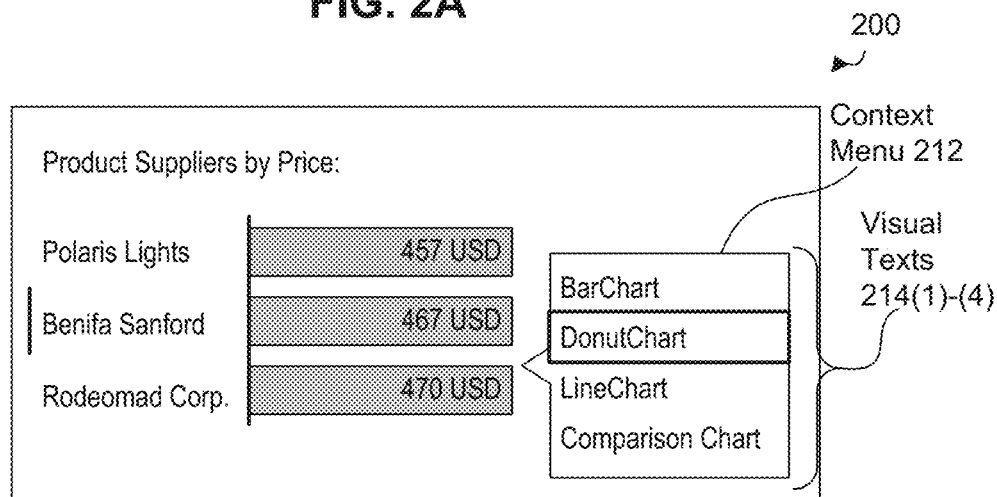 FIG. 2A
200
Context
Menu 212
Product Suppliers by Price:
Visual
Texts
214(1)-(4)
Polaris Lights 457 USD
Benifa Sanford 467 USD
Rodeomad Corp. 470 USD
BarChart
DonutChart
LineChart
Comparison Chart